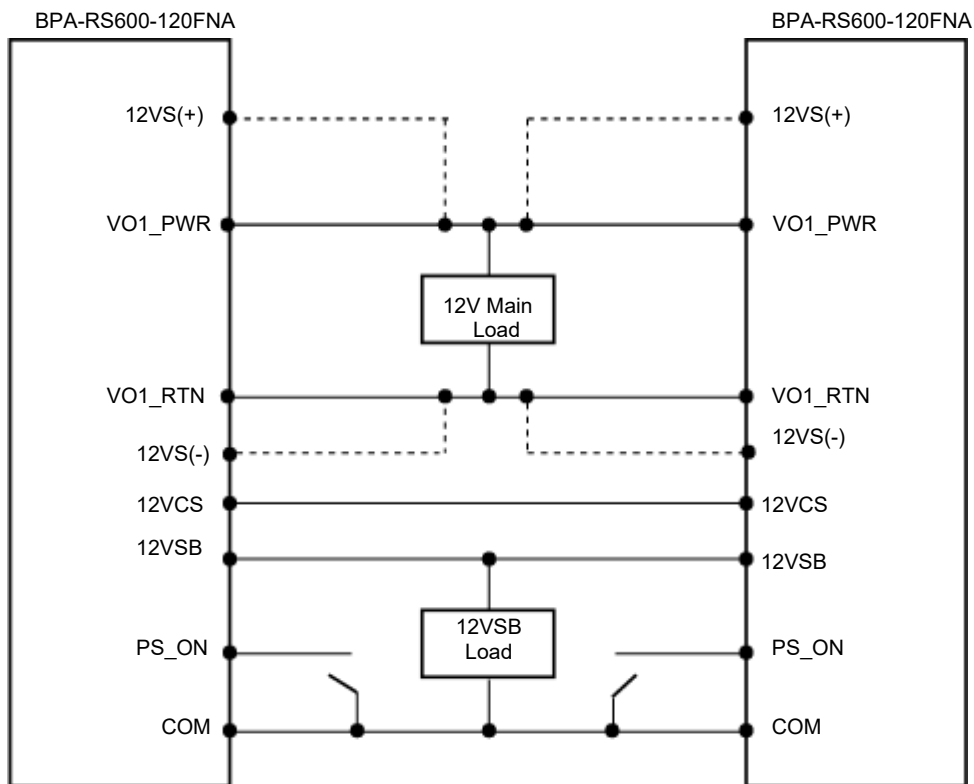 BPA-RS600-120FNA BPA-RS600-120FNA
12VS(+) 12VS(+)
VO1_PWR VO1_PWR
12V Main
Load
VO1_RTN VO1_RTN
12VS(-) 12VS(-)
12VCS 12VCS
12VSB 12VSB
12VSB
Load
PS_ON PS_ON
COM COM